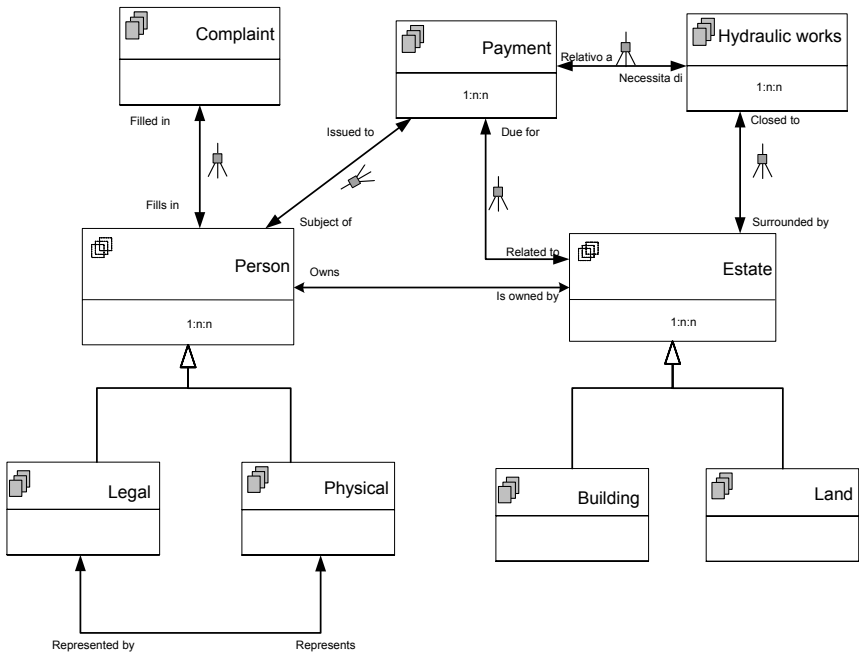 Complaint
Payment
Hydraulic works
Relativo a
Necessita di
1:n:n
1:n:n
Filled in
Issued to
Due for
Closed to
Fills in
Subject of
Surrounded by
Person
Related to
Estate
Owns
Is owned by
1:n:n
1:n:n
Legal
Physical
Building
Land
Represented by
Represents